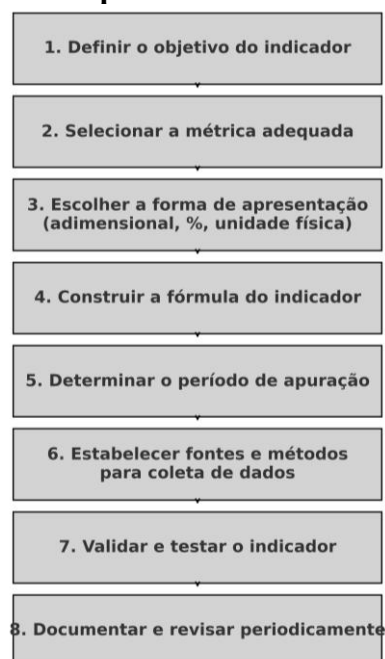 1. Definir o objetivo do indicador
2. Selecionar a métrica adequada
3. Escolher a forma de apresentação
(adimensional, %, unidade física)
4. Construir a fórmula do indicador
5. Determinar o período de apuração
6. Estabelecer fontes e métodos
para coleta de dados
7. Validar e testar o indicador
8. Documentar e revisar periodicamente